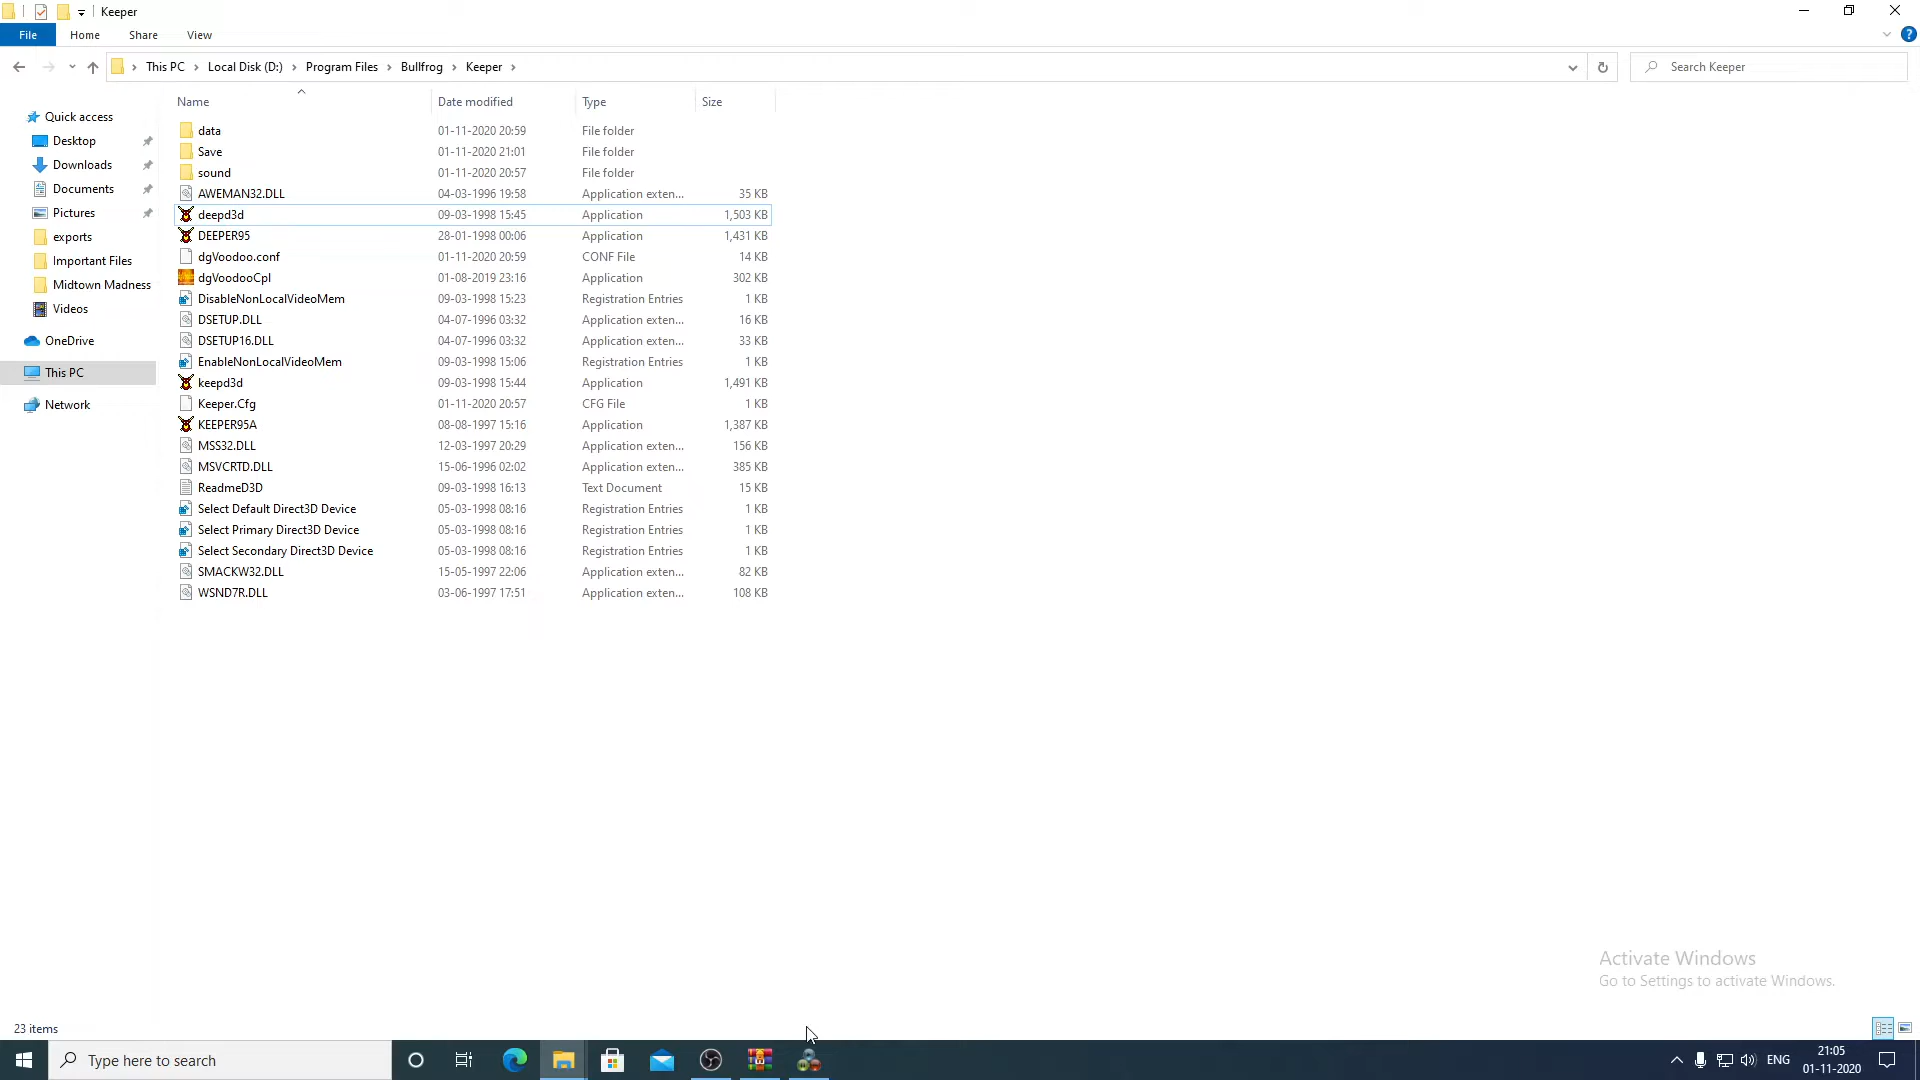 Keeper
File Home Share View
This PC Local Disk (D:) Program Files Bullfrog Keeper Search Keeper
Name Date modified Type Size
Quick access
Desktop
Downloads
Documents
Pictures
exports
Important Files
Midtown Madness
Videos
OneDrive
This PC
Network
data 01-11-2020 20:59 File folder
Save 01-11-2020 21:01 File folder
sound 01-11-2020 20:57 File folder
AWEMAN32.DLL 04-03-1996 19:58 Application exten... 35 KB
deepd3d 09-03-1998 15:45 Application 1,503 KB
DEEPER95 28-01-1998 00:06 Application 1,431 KB
dgVoodoo.conf 01-11-2020 20:59 CONF File 14 KB
dgVoodooCpl 01-08-2019 23:16 Application 302 KB
DisableNonLocalVideoMem 09-03-1998 15:23 Registration Entries 1 KB
DSETUP.DLL 04-07-1996 03:32 Application exten... 16 KB
DSETUP16.DLL 04-07-1996 03:32 Application exten... 33 KB
EnableNonLocalVideoMem 09-03-1998 15:06 Registration Entries 1 KB
keepd3d 09-03-1998 15:44 Application 1,491 KB
Keeper.Cfg 01-11-2020 20:57 CFG File 1 KB
KEEPER95A 08-08-1997 15:16 Application 1,387 KB
MSS32.DLL 12-03-1997 20:29 Application exten... 156 KB
MSVCRTD.DLL 15-06-1996 02:02 Application exten... 385 KB
ReadmeD3D 09-03-1998 16:13 Text Document 15 KB
Select Default Direct3D Device 05-03-1998 08:16 Registration Entries 1 KB
Select Primary Direct3D Device 05-03-1998 08:16 Registration Entries 1 KB
Select Secondary Direct3D Device 05-03-1998 08:16 Registration Entries 1 KB
SMACKW32.DLL 15-05-1997 22:06 Application exten... 82 KB
WSND7R.DLL 03-06-1997 17:51 Application exten... 108 KB
Activate Windows
Go to Settings to activate Windows.
23 items
Type here to search
ENG
21:05
01-11-2020